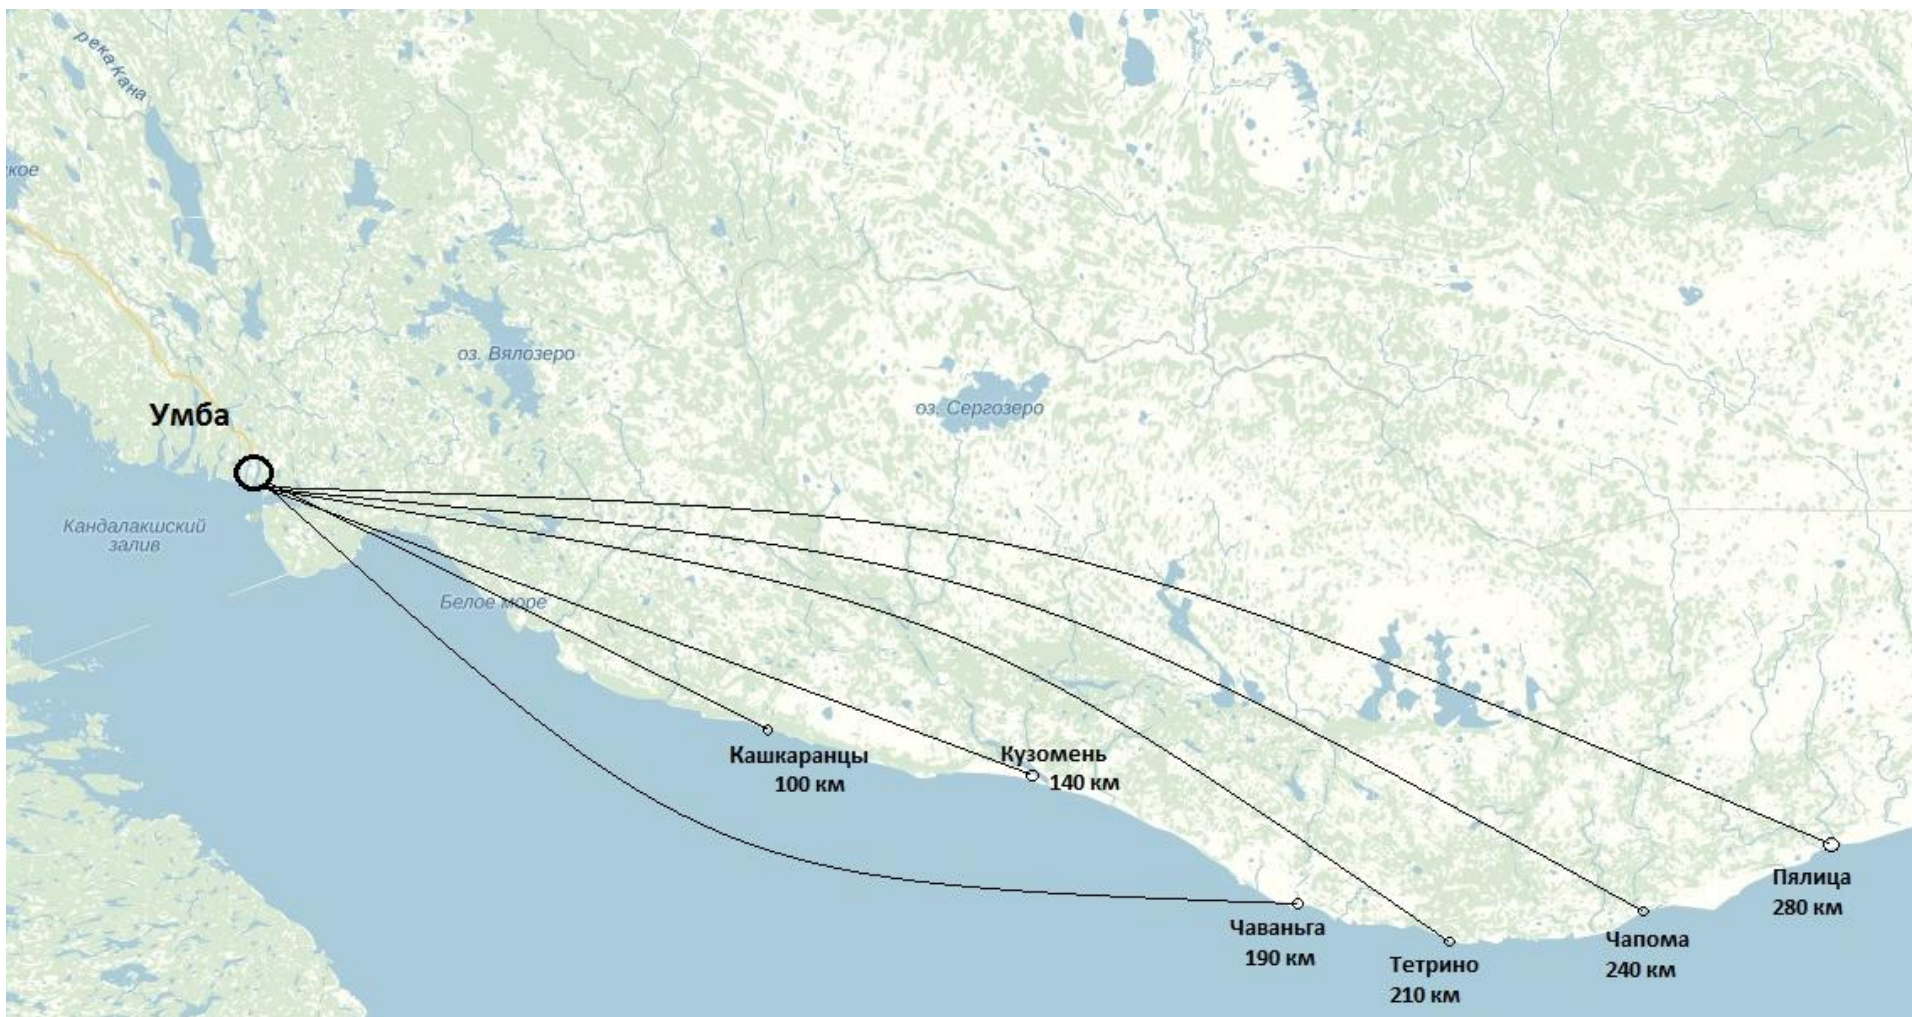 река Кана
кое
оз. Вялозеро
Умба
оз. Сергозеро
Кандалакшский
залив
Белое море
Кашкаранцы
100 км
Кузомень
140 км
Чаваньга
190 км
Тетрино
210 км
Чапома
240 км
Пялица
280 км